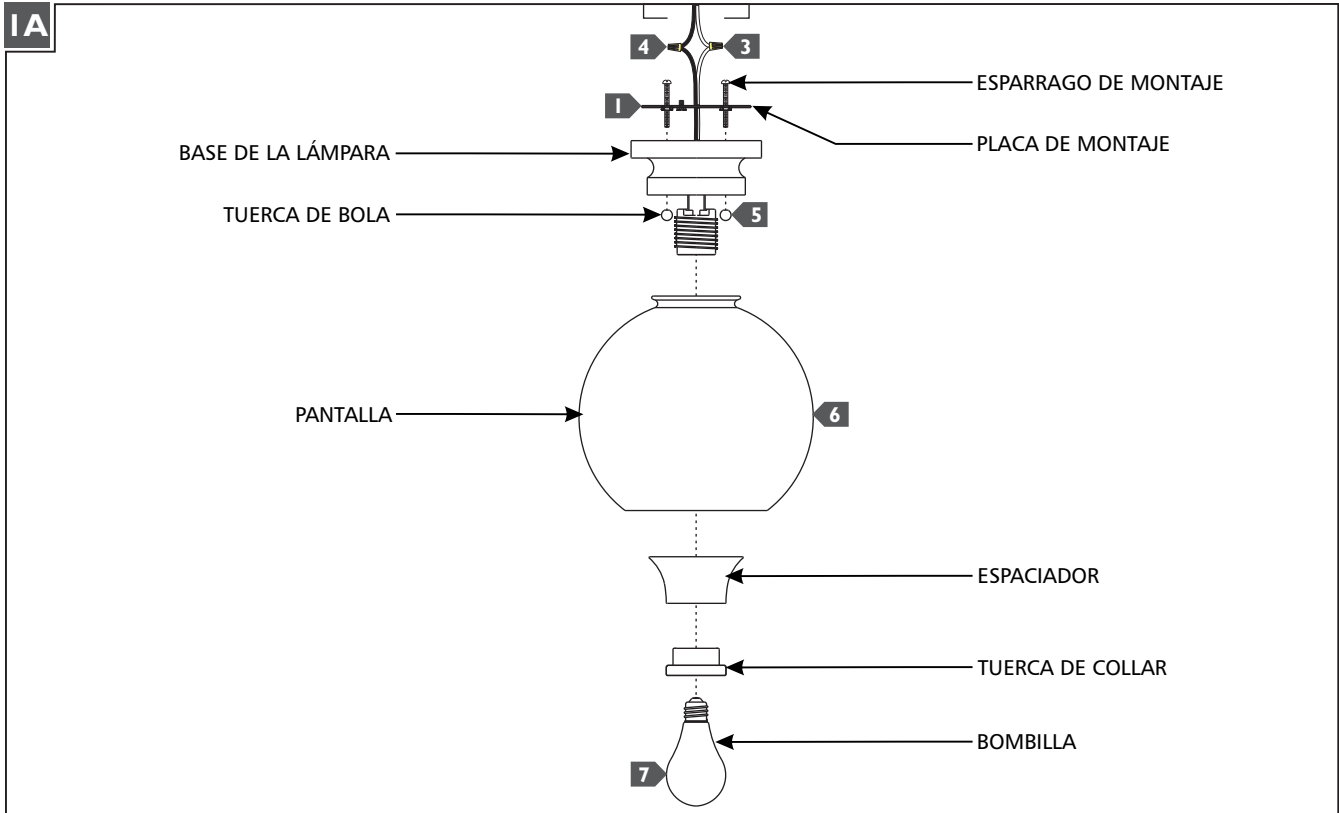 1A
4
3
ESPARRAGO DE MONTAJE
1
PLACA DE MONTAJE
BASE DE LA LÁMPARA
TUERCA DE BOLA
5
PANTALLA
6
ESPACIADOR
TUERCA DE COLLAR
BOMBILLA
7